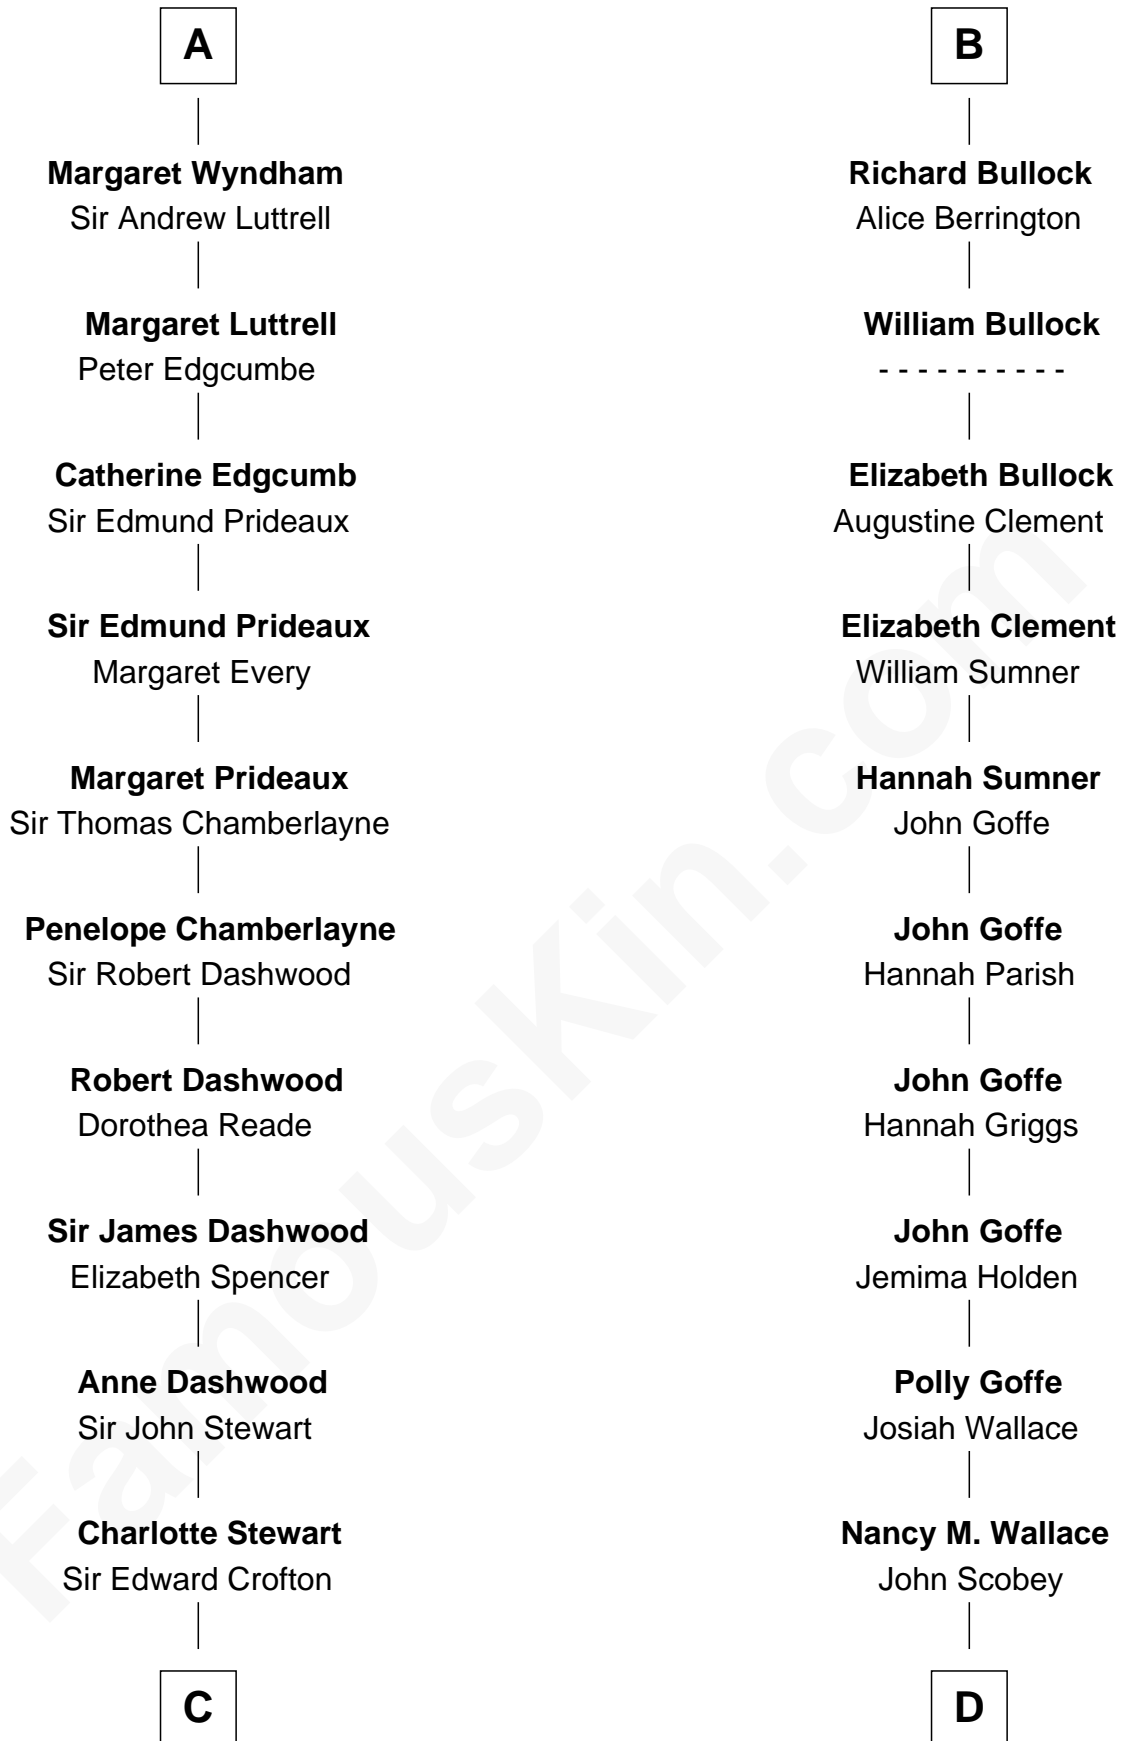 A
Margaret Wyndham
Sir Andrew Luttrell
Margaret Luttrell
Peter Edgcumbe
Catherine Edgcumb
Sir Edmund Prideaux
Sir Edmund Prideaux
Margaret Every
Margaret Prideaux
Sir Thomas Chamberlayne
Penelope Chamberlayne
Sir Robert Dashwood
Robert Dashwood
Dorothea Reade
Sir James Dashwood
Elizabeth Spencer
Anne Dashwood
Sir John Stewart
Charlotte Stewart
Sir Edward Crofton
C
B
Richard Bullock
Alice Berrington
William Bullock
- - - - - - - - - -
Elizabeth Bullock
Augustine Clement
Elizabeth Clement
William Sumner
Hannah Sumner
John Goffe
John Goffe
Hannah Parish
John Goffe
Hannah Griggs
John Goffe
Jemima Holden
Polly Goffe
Josiah Wallace
Nancy M. Wallace
John Scobey
D
FamousKin.com